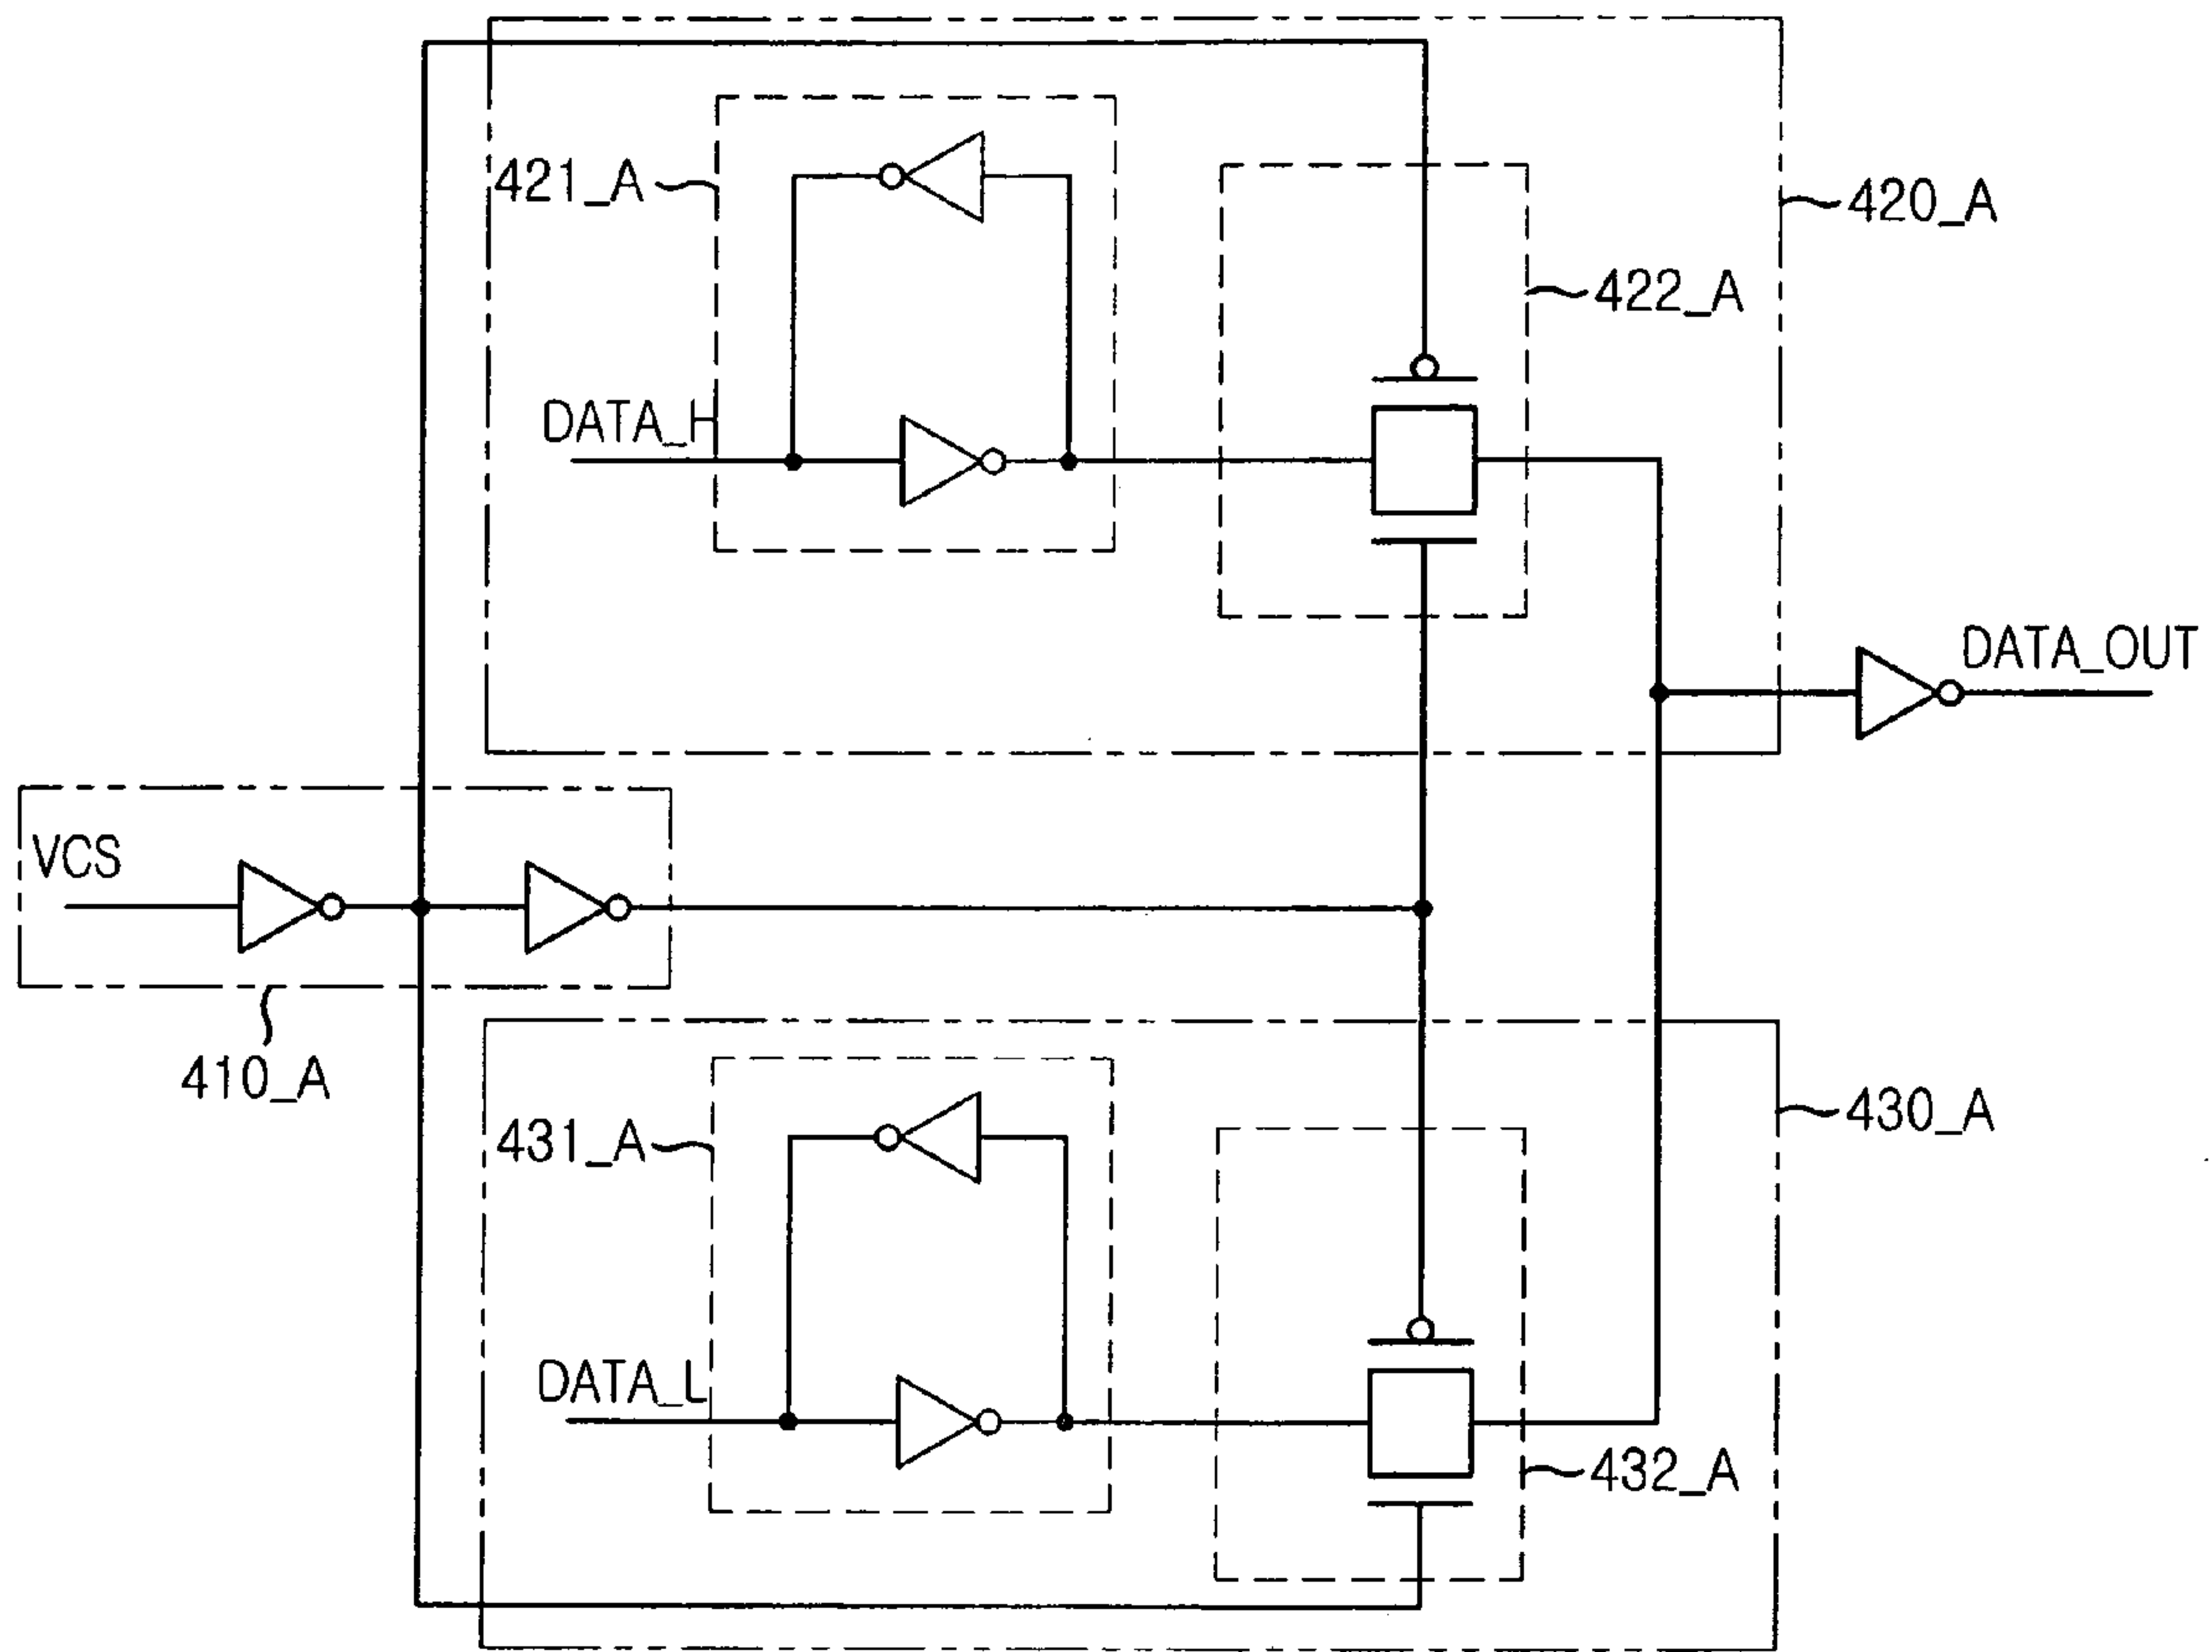 421_A
420_A
422_A
DATA_H
DATA_OUT
VCS
410_A
431_A
430_A
DATA_L
432_A